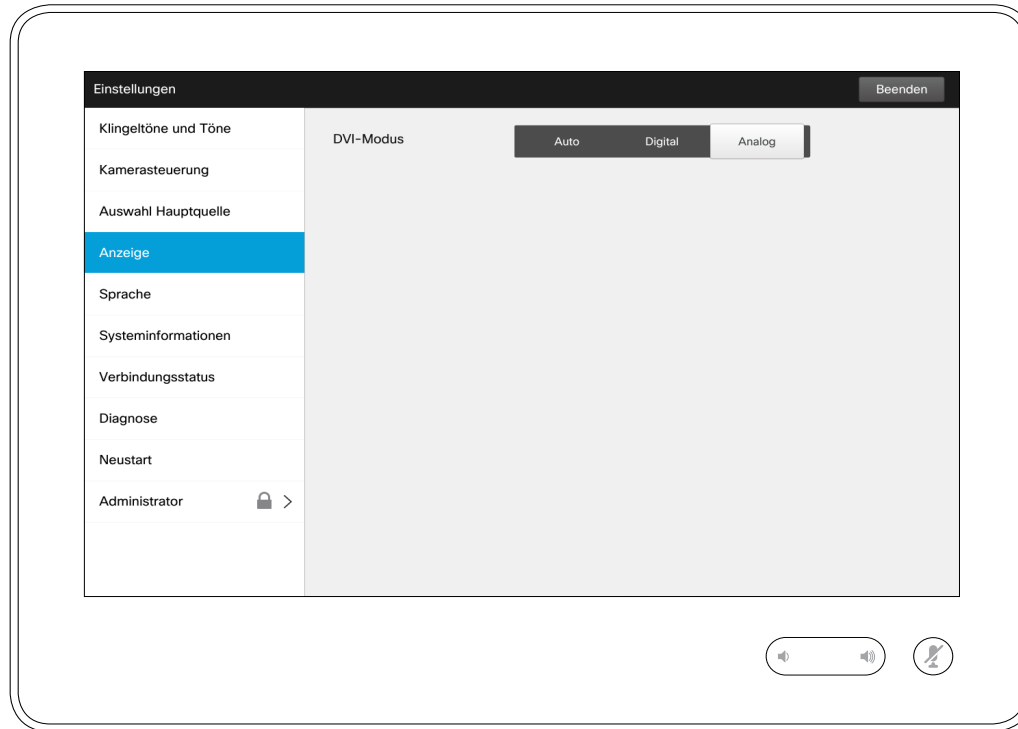 Einstellungen
Beenden
Klingeltöne und Töne
Kamerasteuerung
Auswahl Hauptquelle
Anzeige
Sprache
Systeminformationen
Verbindungsstatus
Diagnose
Neustart
Administrator
DVI-Modus
Auto
Digital
Analog